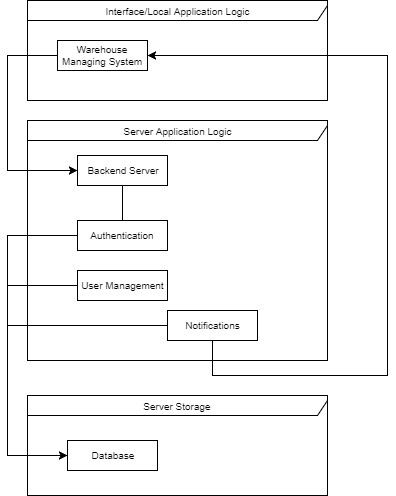 Interface/Local Application Logic
Warehouse
Managing System
Server Application Logic
Backend Server
Authentication
User Management
Notifications
Server Storage
Database